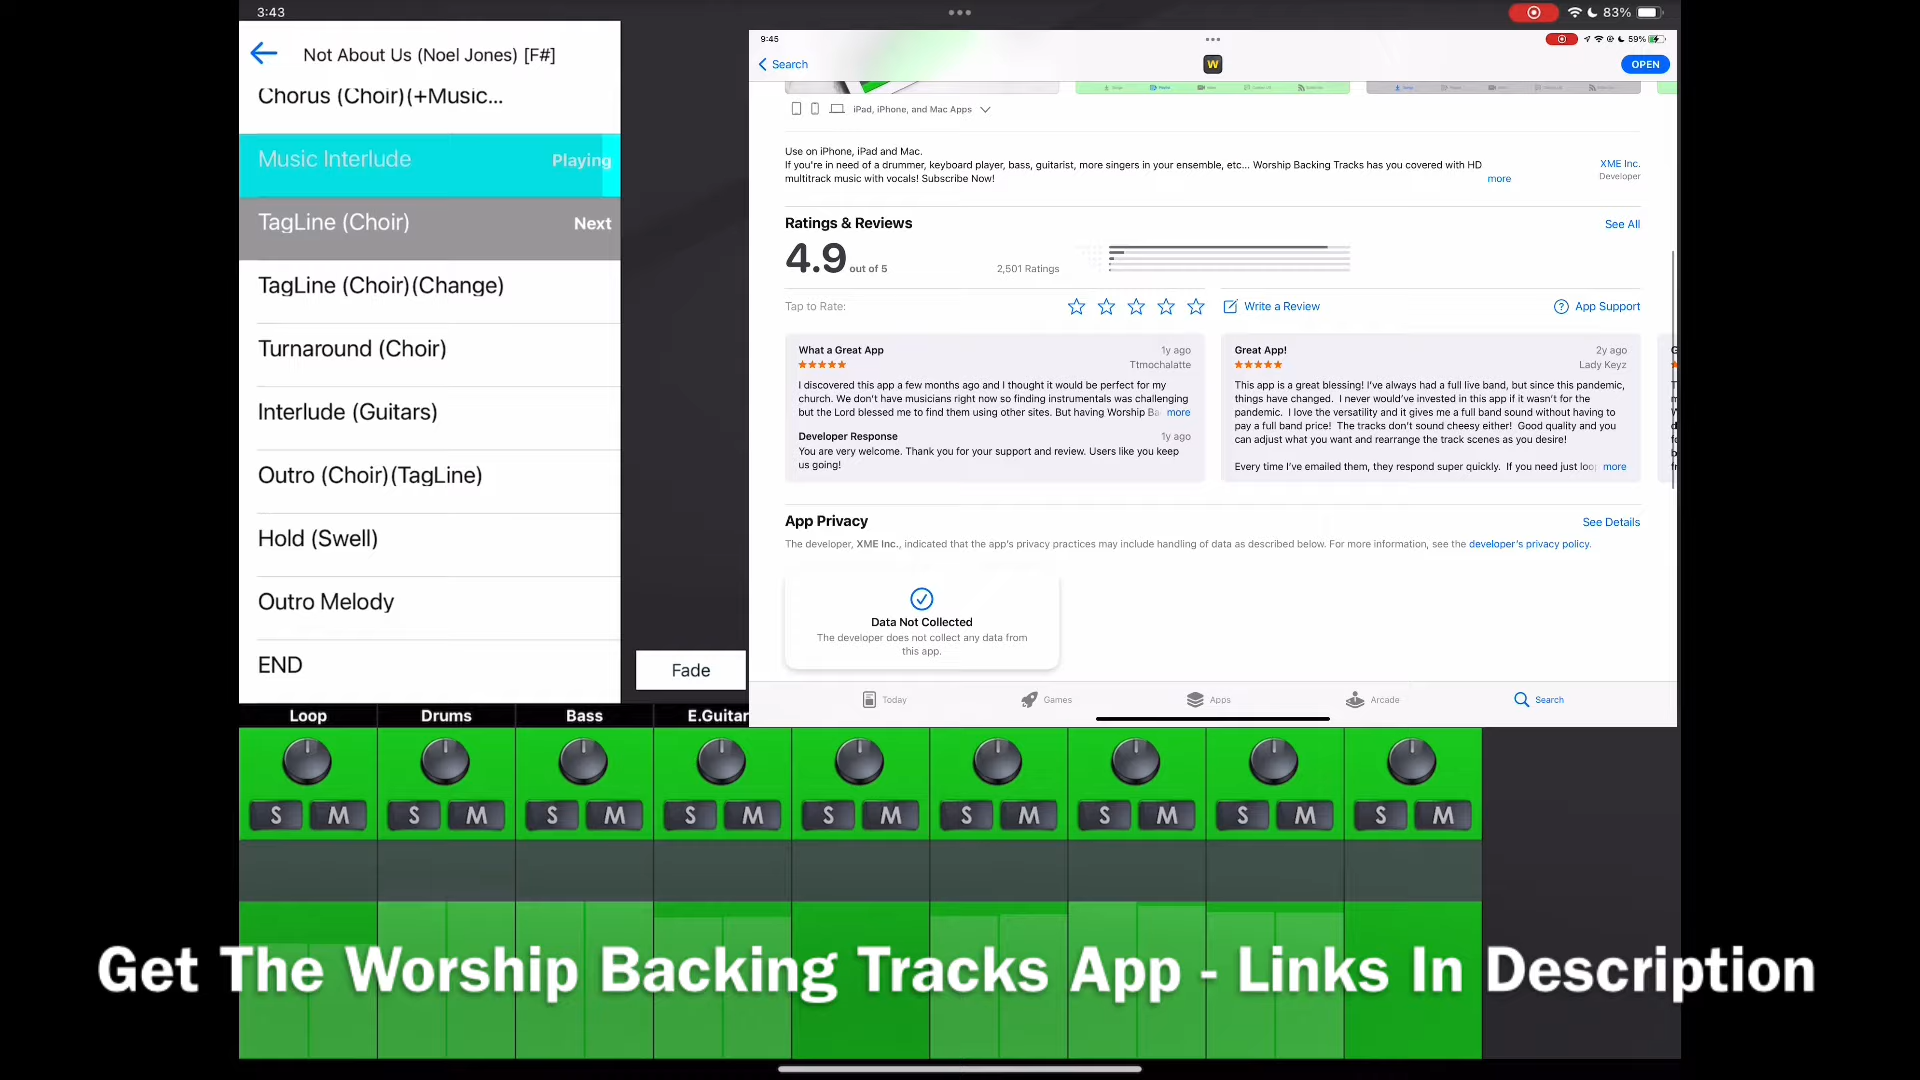 3:43
83%
Not About Us (Noel Jones) [F#]
Chorus (Choir)(+Music...
Music Interlude
Playing
TagLine (Choir)
Next
TagLine (Choir)(Change)
Turnaround (Choir)
Interlude (Guitars)
Outro (Choir)(TagLine)
Hold (Swell)
Outro Melody
END
Fade
9:45
59%
Search
W
OPEN
iPad, iPhone, and Mac Apps
Use on iPhone, iPad and Mac.
If you're in need of a drummer, keyboard player, bass, guitarist, more singers in your ensemble, etc... Worship Backing Tracks has you covered with HD
multitrack music with vocals! Subscribe Now!
more
XME Inc.
Developer
Ratings & Reviews
See All
4.9 out of 5
2,501 Ratings
Tap to Rate:
Write a Review
App Support
What a Great App
1y ago
Ttmochalatte
I discovered this app a few months ago and I thought it would be perfect for my
church. We don't have musicians right now so finding instrumentals was challenging
but the Lord blessed me to find them using other sites. But having Worship Ba more
Developer Response
1y ago
You are very welcome. Thank you for your support and review. Users like you keep
us going!
Great App!
2y ago
Lady Keyz
This app is a great blessing! I've always had a full live band, but since this pandemic,
things have changed. I never would've invested in this app if it wasn't for the
pandemic. I love the versatility and it gives me a full band sound without having to
pay a full band price! The tracks don't sound cheesy either! Good quality and you
can adjust what you want and rearrange the track scenes as you desire!
Every time I've emailed them, they respond super quickly. If you need just loo more
App Privacy
See Details
The developer, XME Inc., indicated that the app's privacy practices may include handling of data as described below. For more information, see the developer's privacy policy.
Data Not Collected
The developer does not collect any data from
this app.
Today
Games
Apps
Arcade
Search
Loop
Drums
Bass
E.Guitar
S M S M S M S M S M S M S M S M S M
Get The Worship Backing Tracks App - Links In Description